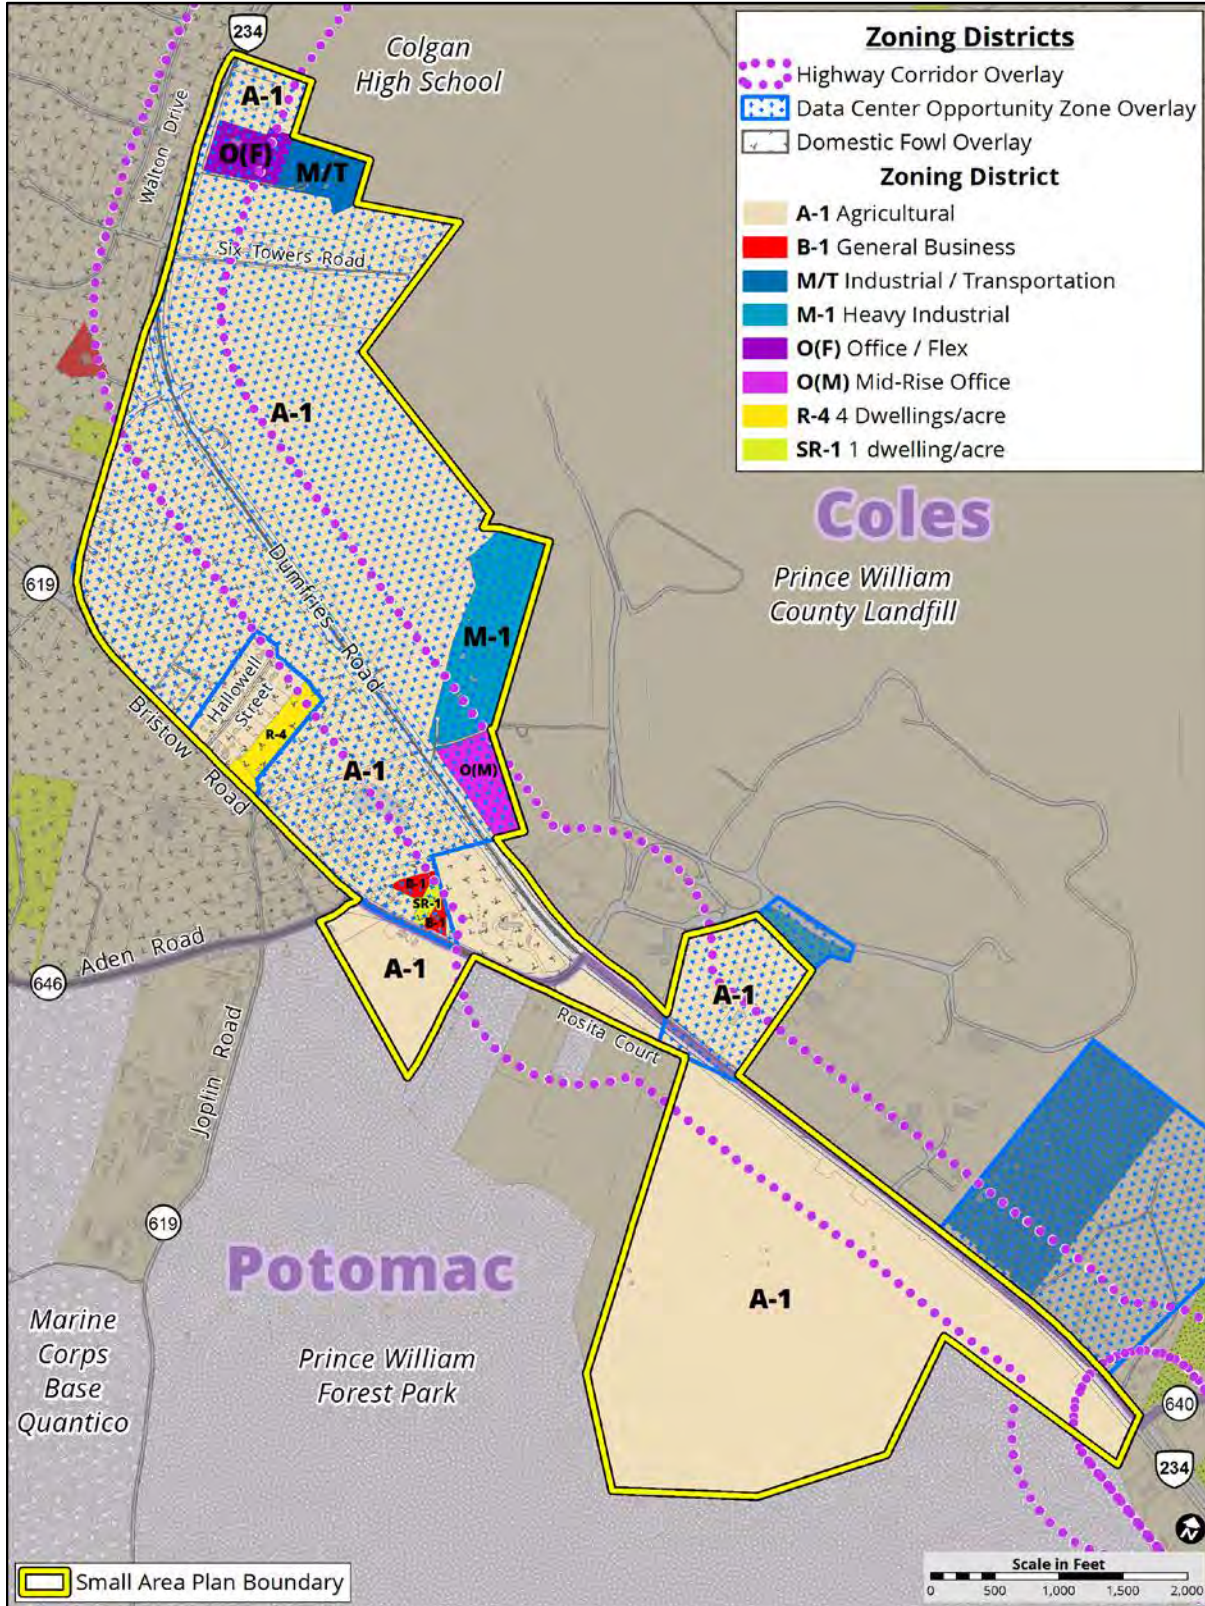 234
Colgan
High School
Zoning Districts
Highway Corridor Overlay
Data Center Opportunity Zone Overlay
Domestic Fowl Overlay
Zoning District
A-1 Agricultural
B-1 General Business
M/T Industrial / Transportation
M-1 Heavy Industrial
O(F) Office / Flex
O(M) Mid-Rise Office
R-4 4 Dwellings/acre
SR-1 1 dwelling/acre
A-1
Walton Drive
O(F)
M/T
Six Towers Road
A-1
Coles
Prince William
County Landfill
619
Dumfries Road
M-1
Hallowell
Street
R-4
Bristow Road
A-1
O(M)
B-1
SR-1
B-1
Aden Road
646
A-1
A-1
Rosita Court
Joplin Road
619
Potomac
A-1
Marine
Corps
Base
Quantico
Prince William
Forest Park
640
234
N
Small Area Plan Boundary
Scale in Feet
0 500 1,000 1,500 2,000